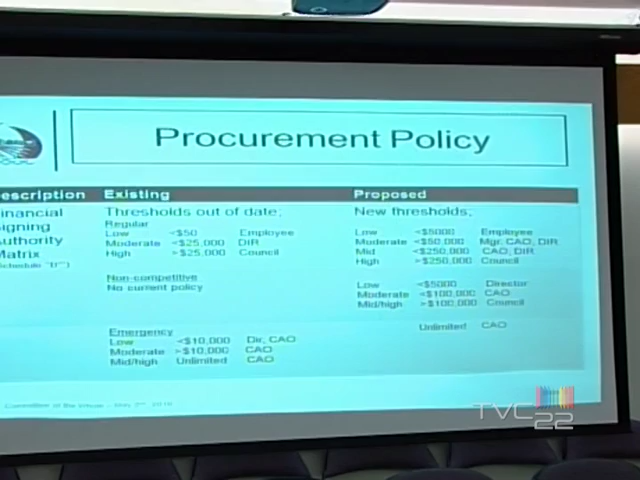 Procurement Policy
escription Existing Proposed
inancial Thresholds out of date; New thresholds;
igning Regular
Low <$50 Employee Low <$5000 Employee
uthority Moderate <$25,000 DIR Moderate <$50,000 Mgr, CAO, DIR
atrix High >$25,000 Council Mid <$250,000 CAO, DIR
High >$250,000 Council
Non-competitive
No current policy
Low <$5000 Director
Moderate <$100,000 CAO
Mid/high >$100,000 Council
Emergency Unlimited CAO
Low <$10,000 Dir, CAO
Moderate >$10,000 CAO
Mid/high Unlimited CAO
Committee of the Whole - May
TVC
22